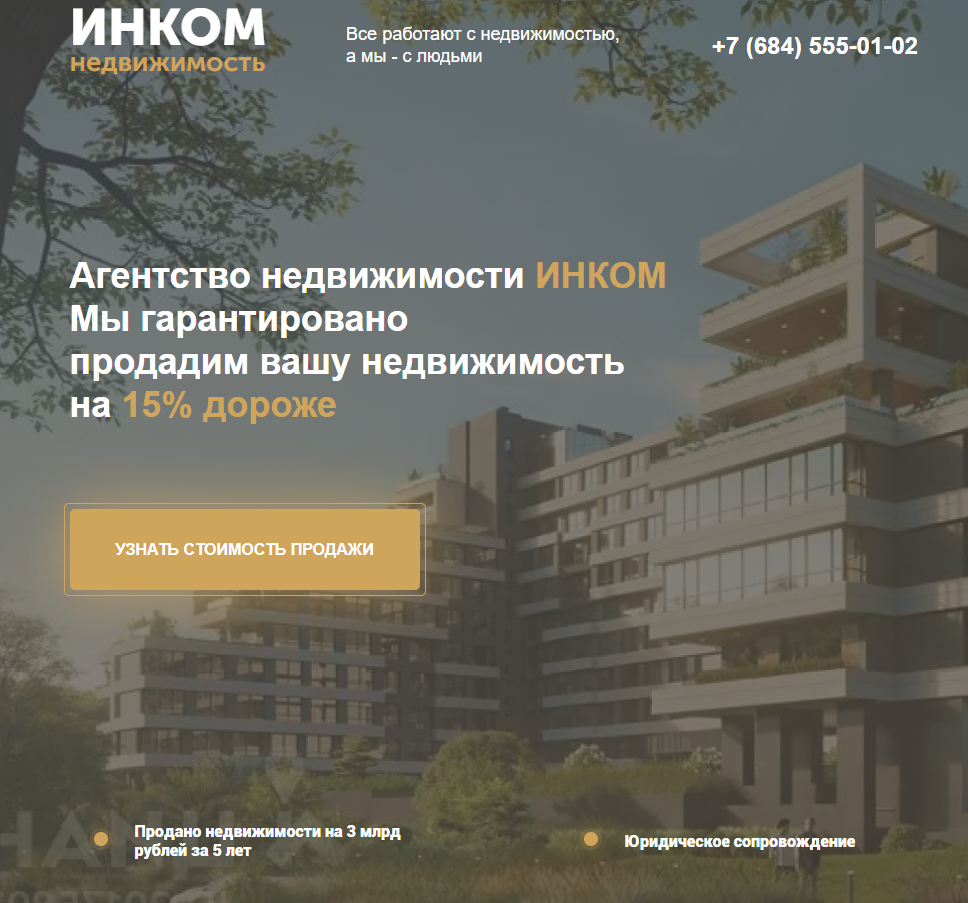 ИНКОМ
недвижимость
Все работают с недвижимостью,
а мы - с людьми
+7 (684) 555-01-02
Агентство недвижимости ИНКОМ
Мы гарантировано
продадим вашу недвижимость
на 15% дороже
УЗНАТЬ СТОИМОСТЬ ПРОДАЖИ
Продано недвижимости на 3 млрд
рублей за 5 лет
Юридическое сопровождение